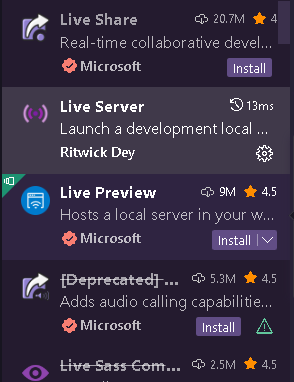 Live Share 20.7M 4
Real-time collaborative devel...
Microsoft Install
Live Server 13ms
Launch a development local ...
Ritwick Dey
Live Preview 9M 4.5
Hosts a local server in your w...
Microsoft Install
[Deprecated] ... 5.3M 4.5
Adds audio calling capabilitie...
Microsoft Install
Live Sass Com... 2.5M 4.5